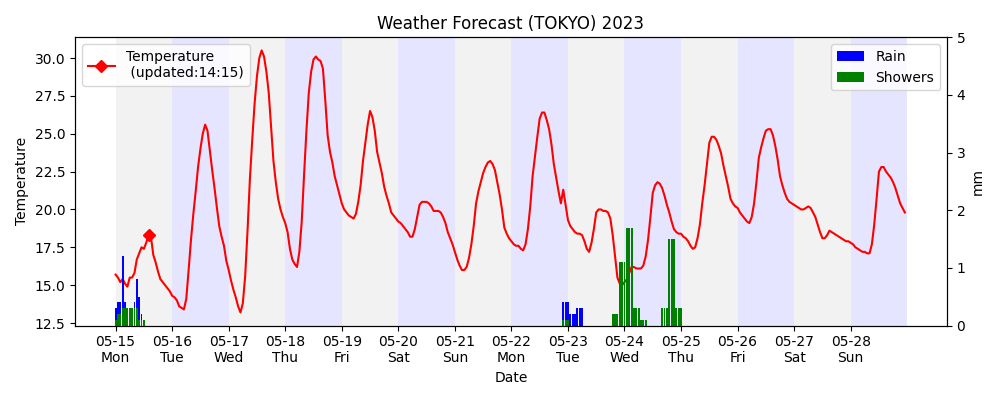 Weather Forecast (TOKYO) 2023
Temperature
(updated:14:15)
Rain
Showers
30.0
27.5
25.0
22.5
20.0
17.5
15.0
12.5
Temperature
5
4
3
2
1
0
mm
05-15 05-16 05-17 05-18 05-19 05-20 05-21 05-22 05-23 05-24 05-25 05-26 05-27 05-28
Mon Tue Wed Thu Fri Sat Sun Mon Tue Wed Thu Fri Sat Sun
Date